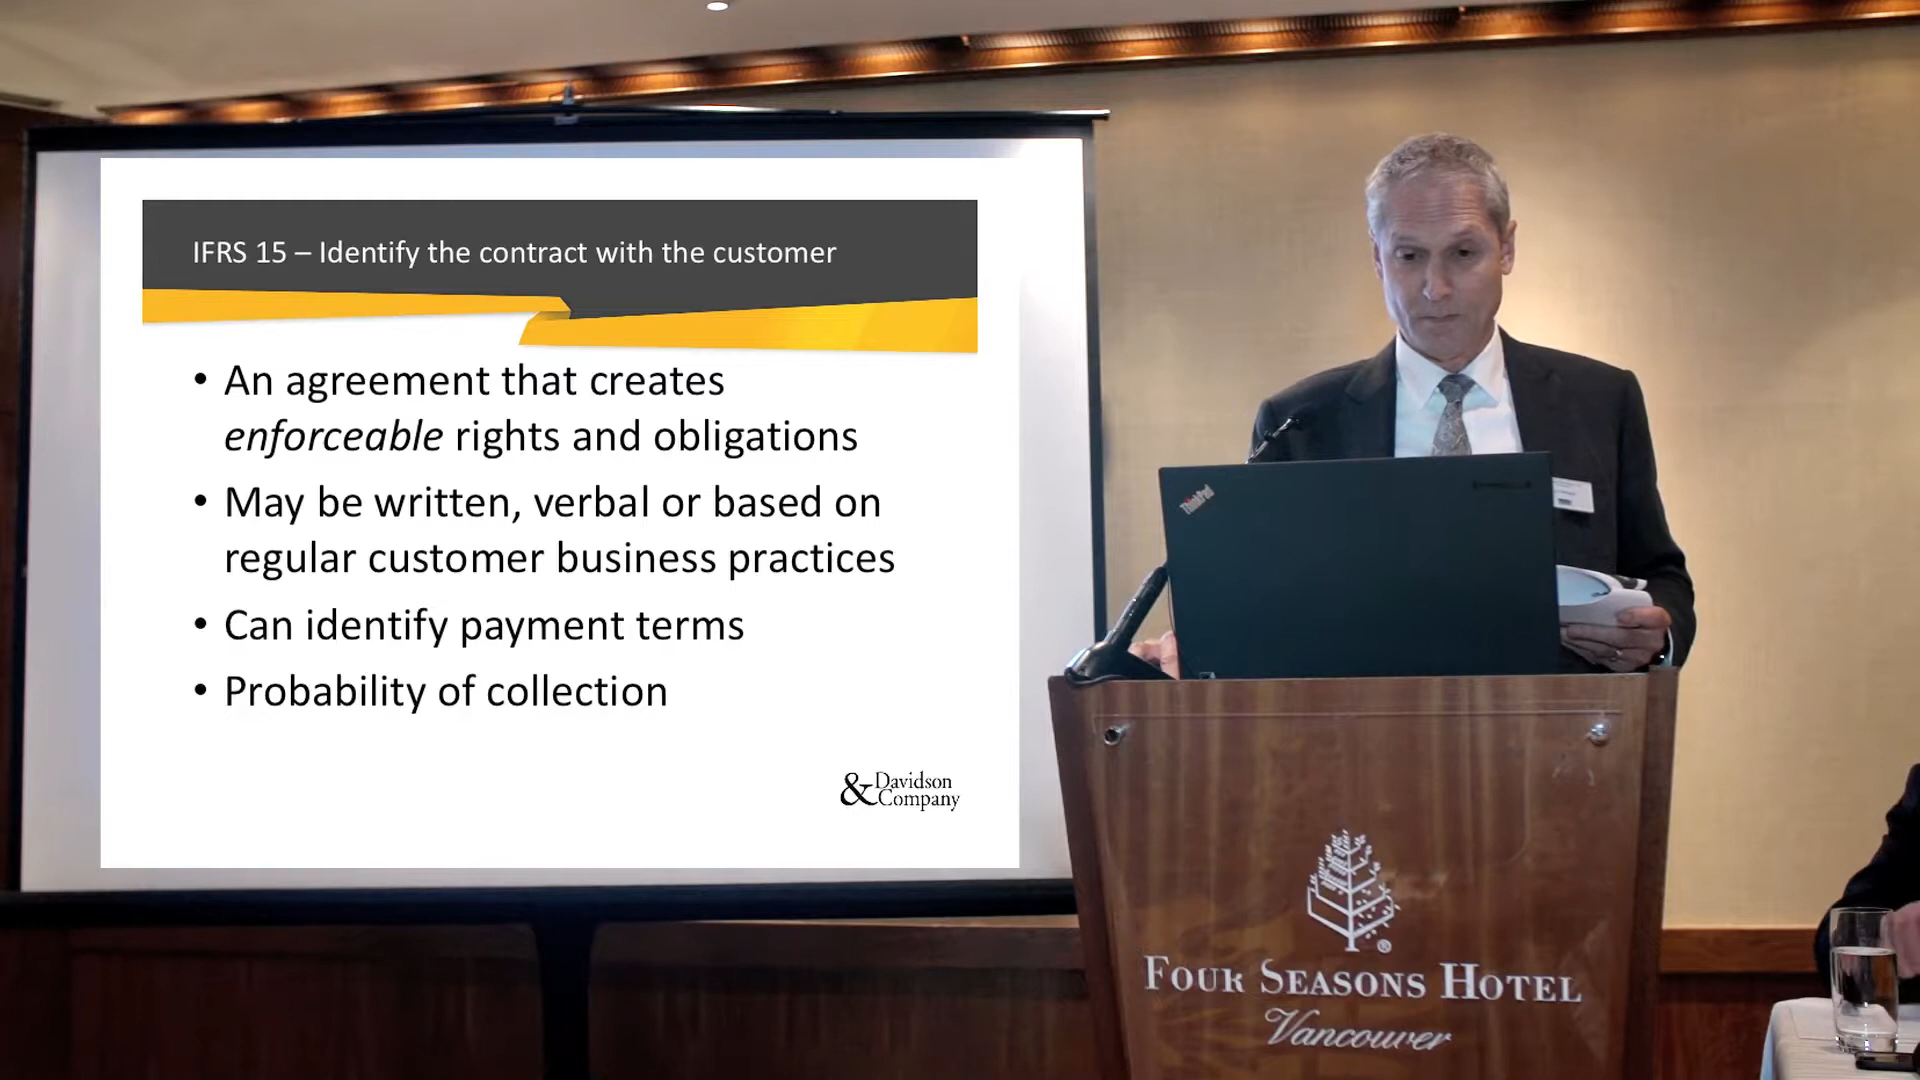 IFRS 15 – Identify the contract with the customer
• An agreement that creates
enforceable rights and obligations
• May be written, verbal or based on
regular customer business practices
• Can identify payment terms
• Probability of collection
& Davidson
Company
ThinkPad
®
FOUR SEASONS HOTEL
Vancouver